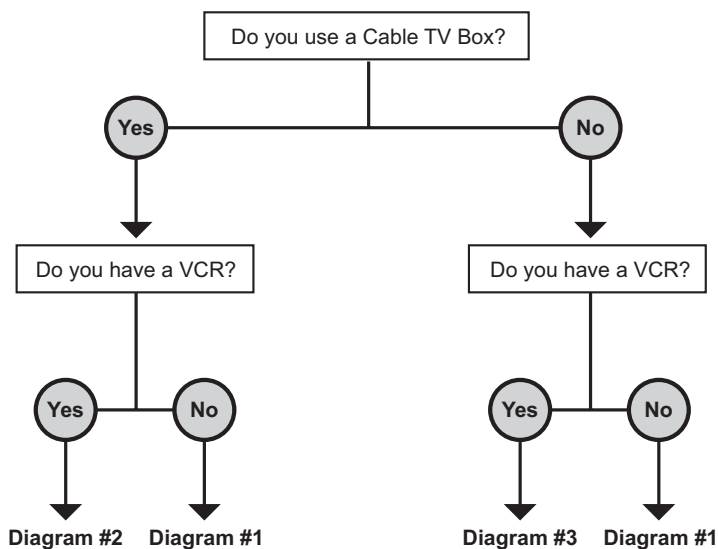 Do you use a Cable TV Box?
Yes
No
Do you have a VCR?
Do you have a VCR?
Yes
No
Yes
No
Diagram #2
Diagram #1
Diagram #3
Diagram #1